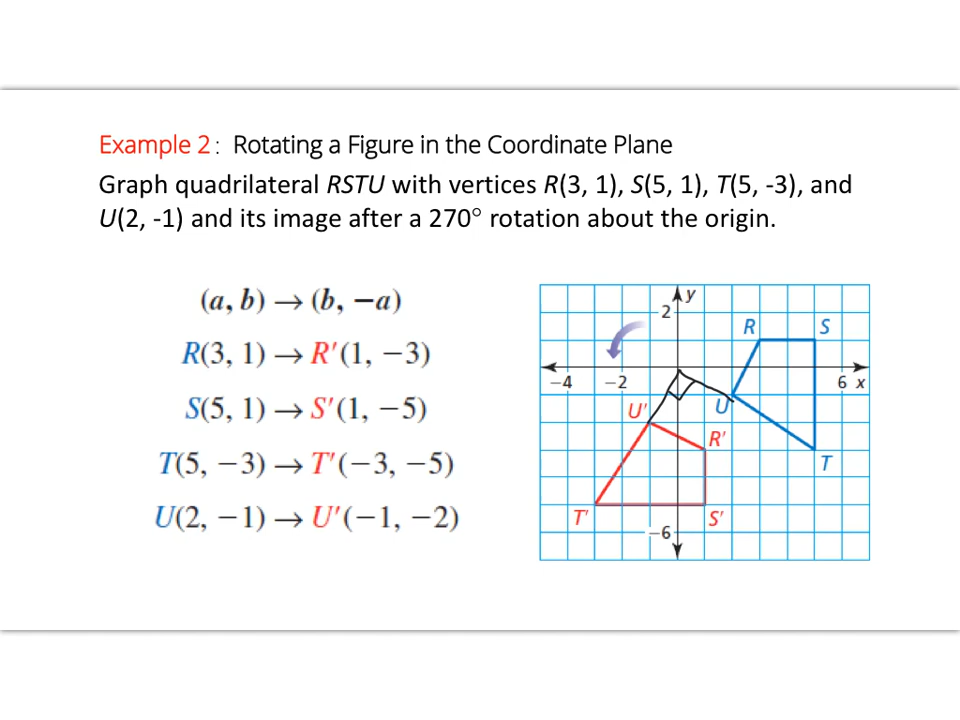 Example 2: Rotating a Figure in the Coordinate Plane
Graph quadrilateral RSTU with vertices R(3, 1), S(5, 1), T(5, -3), and
U(2, -1) and its image after a 270° rotation about the origin.
(a, b) → (b, −a)
R(3, 1) → R′(1, −3)
S(5, 1) → S′(1, −5)
T(5, −3) → T′(−3, −5)
U(2, −1) → U′(−1, −2)
2 y
R S
−4 −2 6 x
U′ U
R′
T
T′ S′
−6